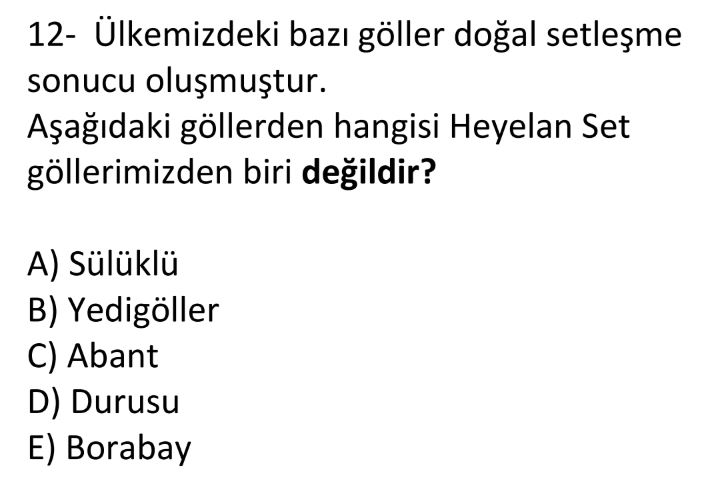 12- Ülkemizdeki bazı göller doğal setleşme
sonucu oluşmuştur.
Aşağıdaki göllerden hangisi Heyelan Set
göllerimizden biri değildir?
A) Sülüklü
B) Yedigöller
C) Abant
D) Durusu
E) Borabay